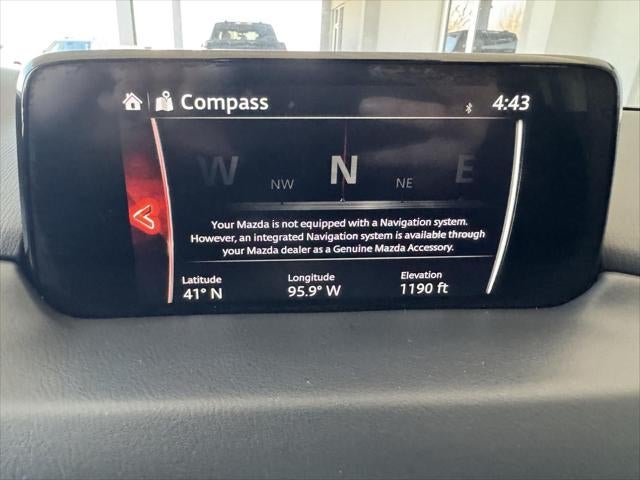 Compass 4:43
W NW N NE E
Your Mazda is not equipped with a Navigation system.
However, an integrated Navigation system is available through
your Mazda dealer as a Genuine Mazda Accessory.
Latitude Longitude Elevation
41° N 95.9° W 1190 ft